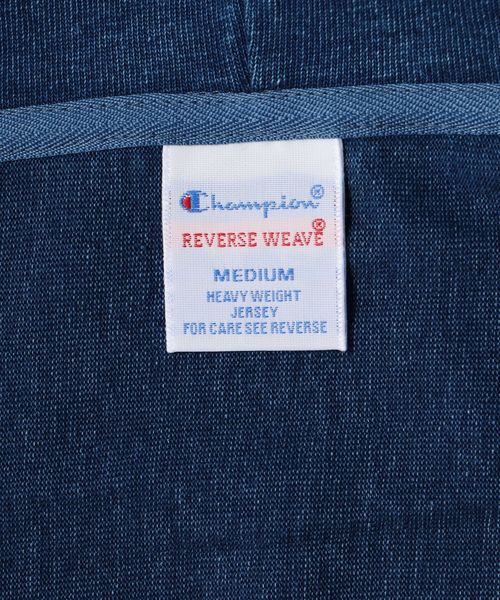 Champion®
REVERSE WEAVE®
MEDIUM
HEAVY WEIGHT
JERSEY
FOR CARE SEE REVERSE